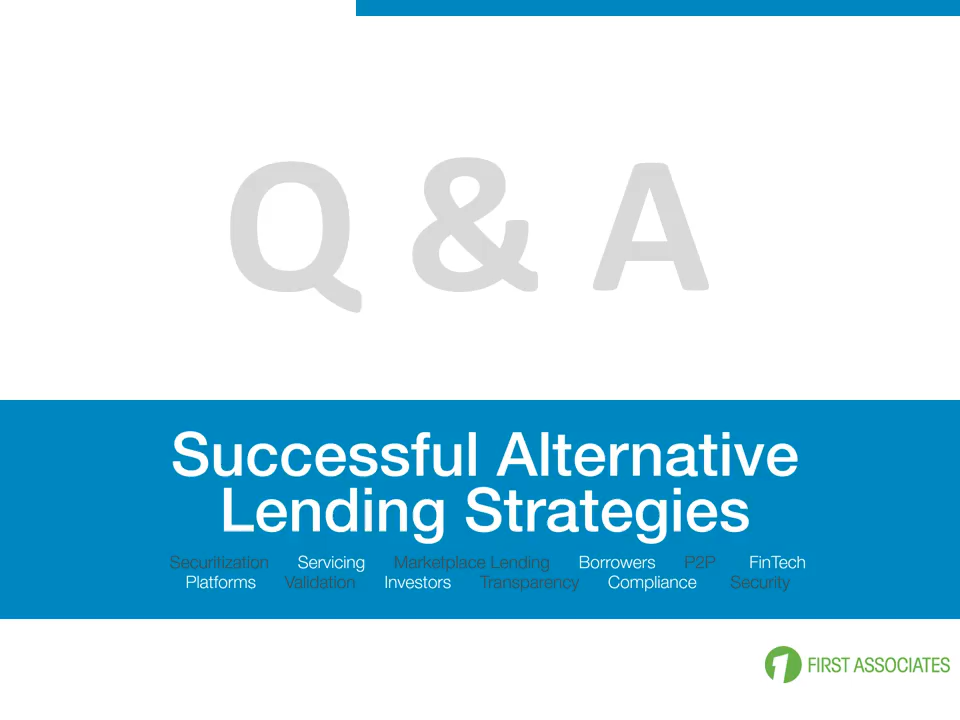 Q & A
Successful Alternative
Lending Strategies
Securitization Servicing Marketplace Lending Borrowers P2P FinTech
Platforms Validation Investors Transparency Compliance Security
1 FIRST ASSOCIATES